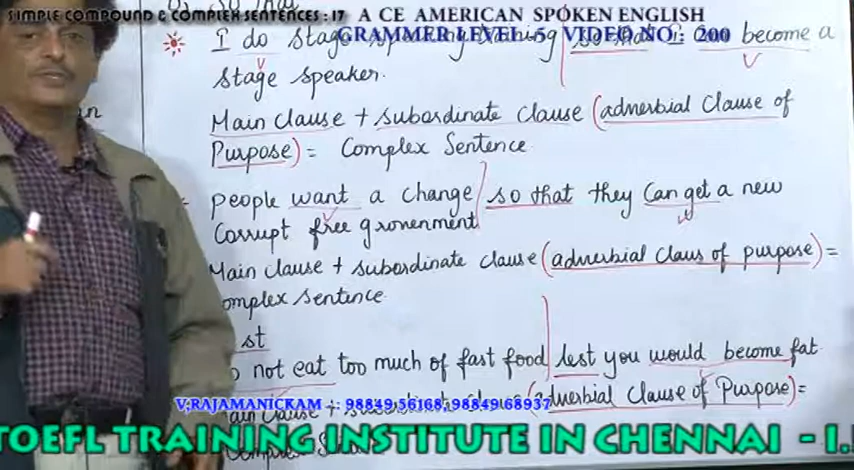 SIMPLE COMPOUND & COMPLEX SENTENCES : 17 A CE AMERICAN SPOKEN ENGLISH
GRAMMER LEVEL : 5 VIDEO NO : 200
I do stage speaking training so that I can become a
stage speaker.
Main clause + subordinate clause (adverbial clause of
Purpose) = Complex Sentence
people want a change so that they can get a new
corrupt free gronenment
Main clause + subordinate clause (adverbial claus of purpose) =
omplex sentence
st
not eat too much of fast food lest you would become fat
(adverbial clause of Purpose) =
V;RAJAMANICKAM : 98849 56168,98849 68937
TOEFL TRAINING INSTITUTE IN CHENNAI - I.